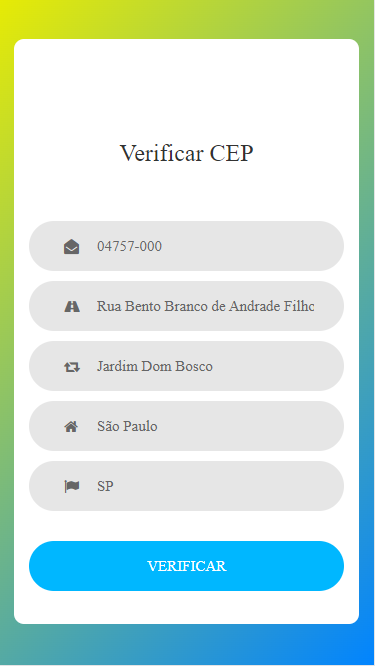 Verificar CEP
04757-000
Rua Bento Branco de Andrade Filho
Jardim Dom Bosco
São Paulo
SP
VERIFICAR